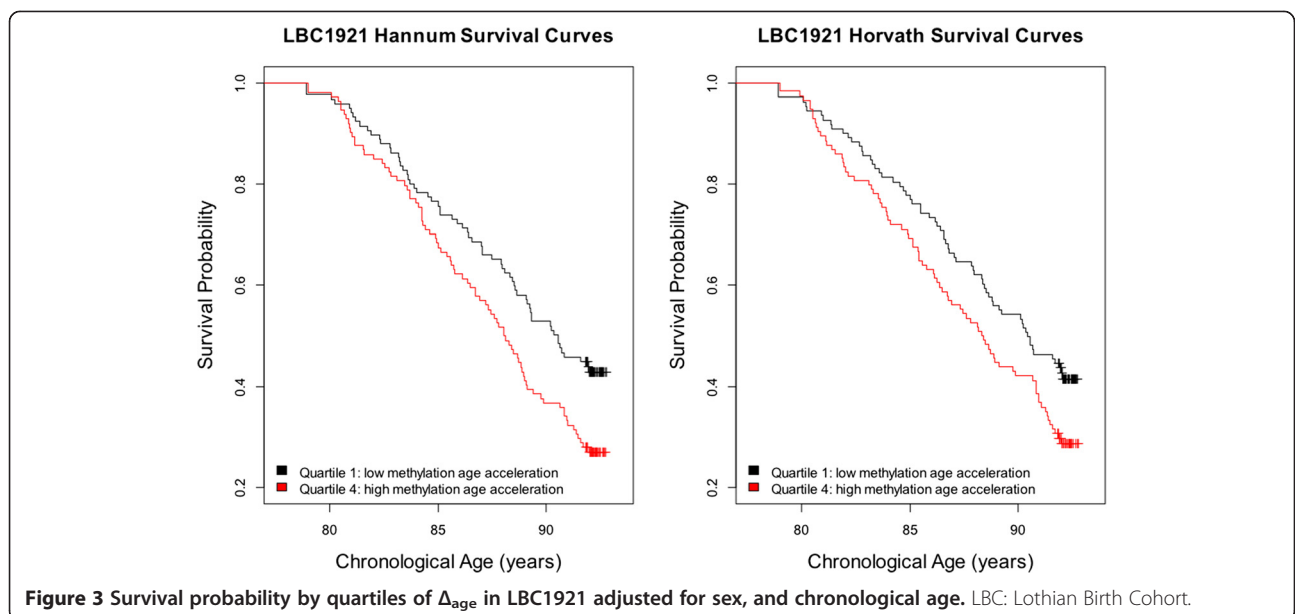 LBC1921 Hannum Survival Curves
Survival Probability
1.0
0.8
0.6
0.4
0.2
Quartile 1: low methylation age acceleration
Quartile 4: high methylation age acceleration
80 85 90
Chronological Age (years)
LBC1921 Horvath Survival Curves
Survival Probability
1.0
0.8
0.6
0.4
0.2
Quartile 1: low methylation age acceleration
Quartile 4: high methylation age acceleration
80 85 90
Chronological Age (years)
Figure 3 Survival probability by quartiles of Δage in LBC1921 adjusted for sex, and chronological age. LBC: Lothian Birth Cohort.